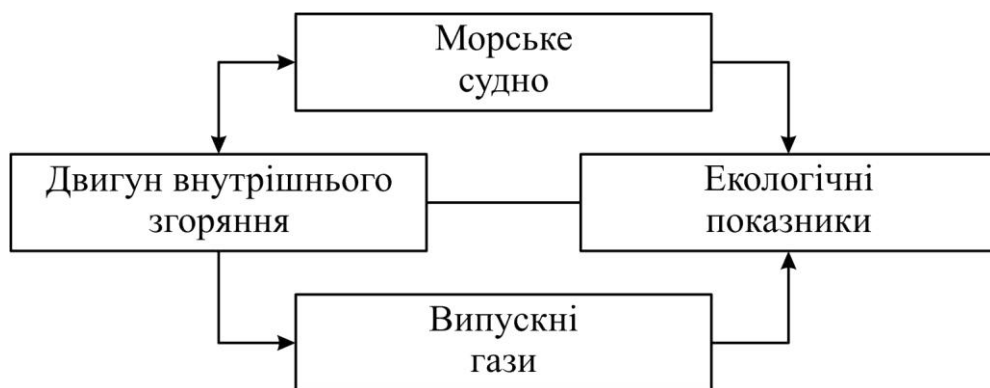 Морське
судно
Двигун внутрішнього
згоряння
Екологічні
показники
Випускні
гази